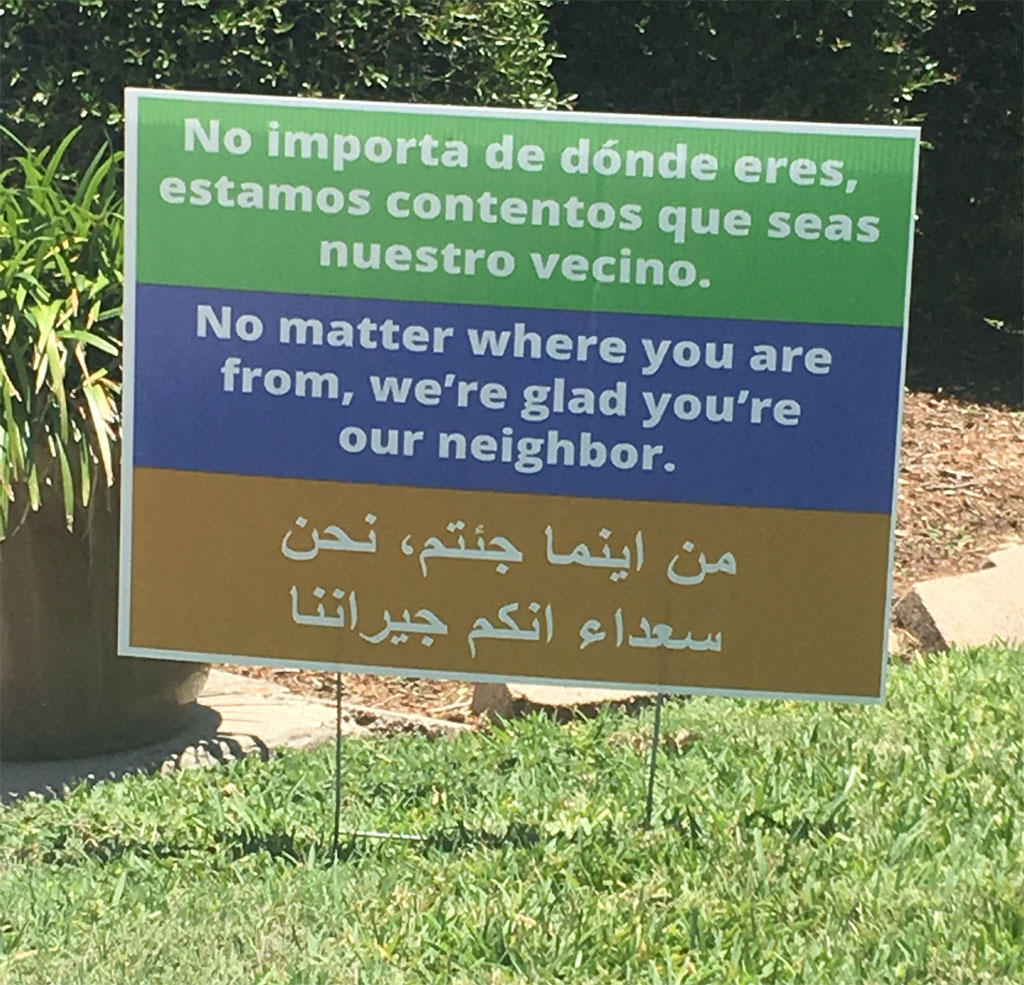 No importa de dónde eres,
estamos contentos que seas
nuestro vecino.
No matter where you are
from, we’re glad you’re
our neighbor.
من اينما جئتم، نحن
سعداء انكم جيراننا